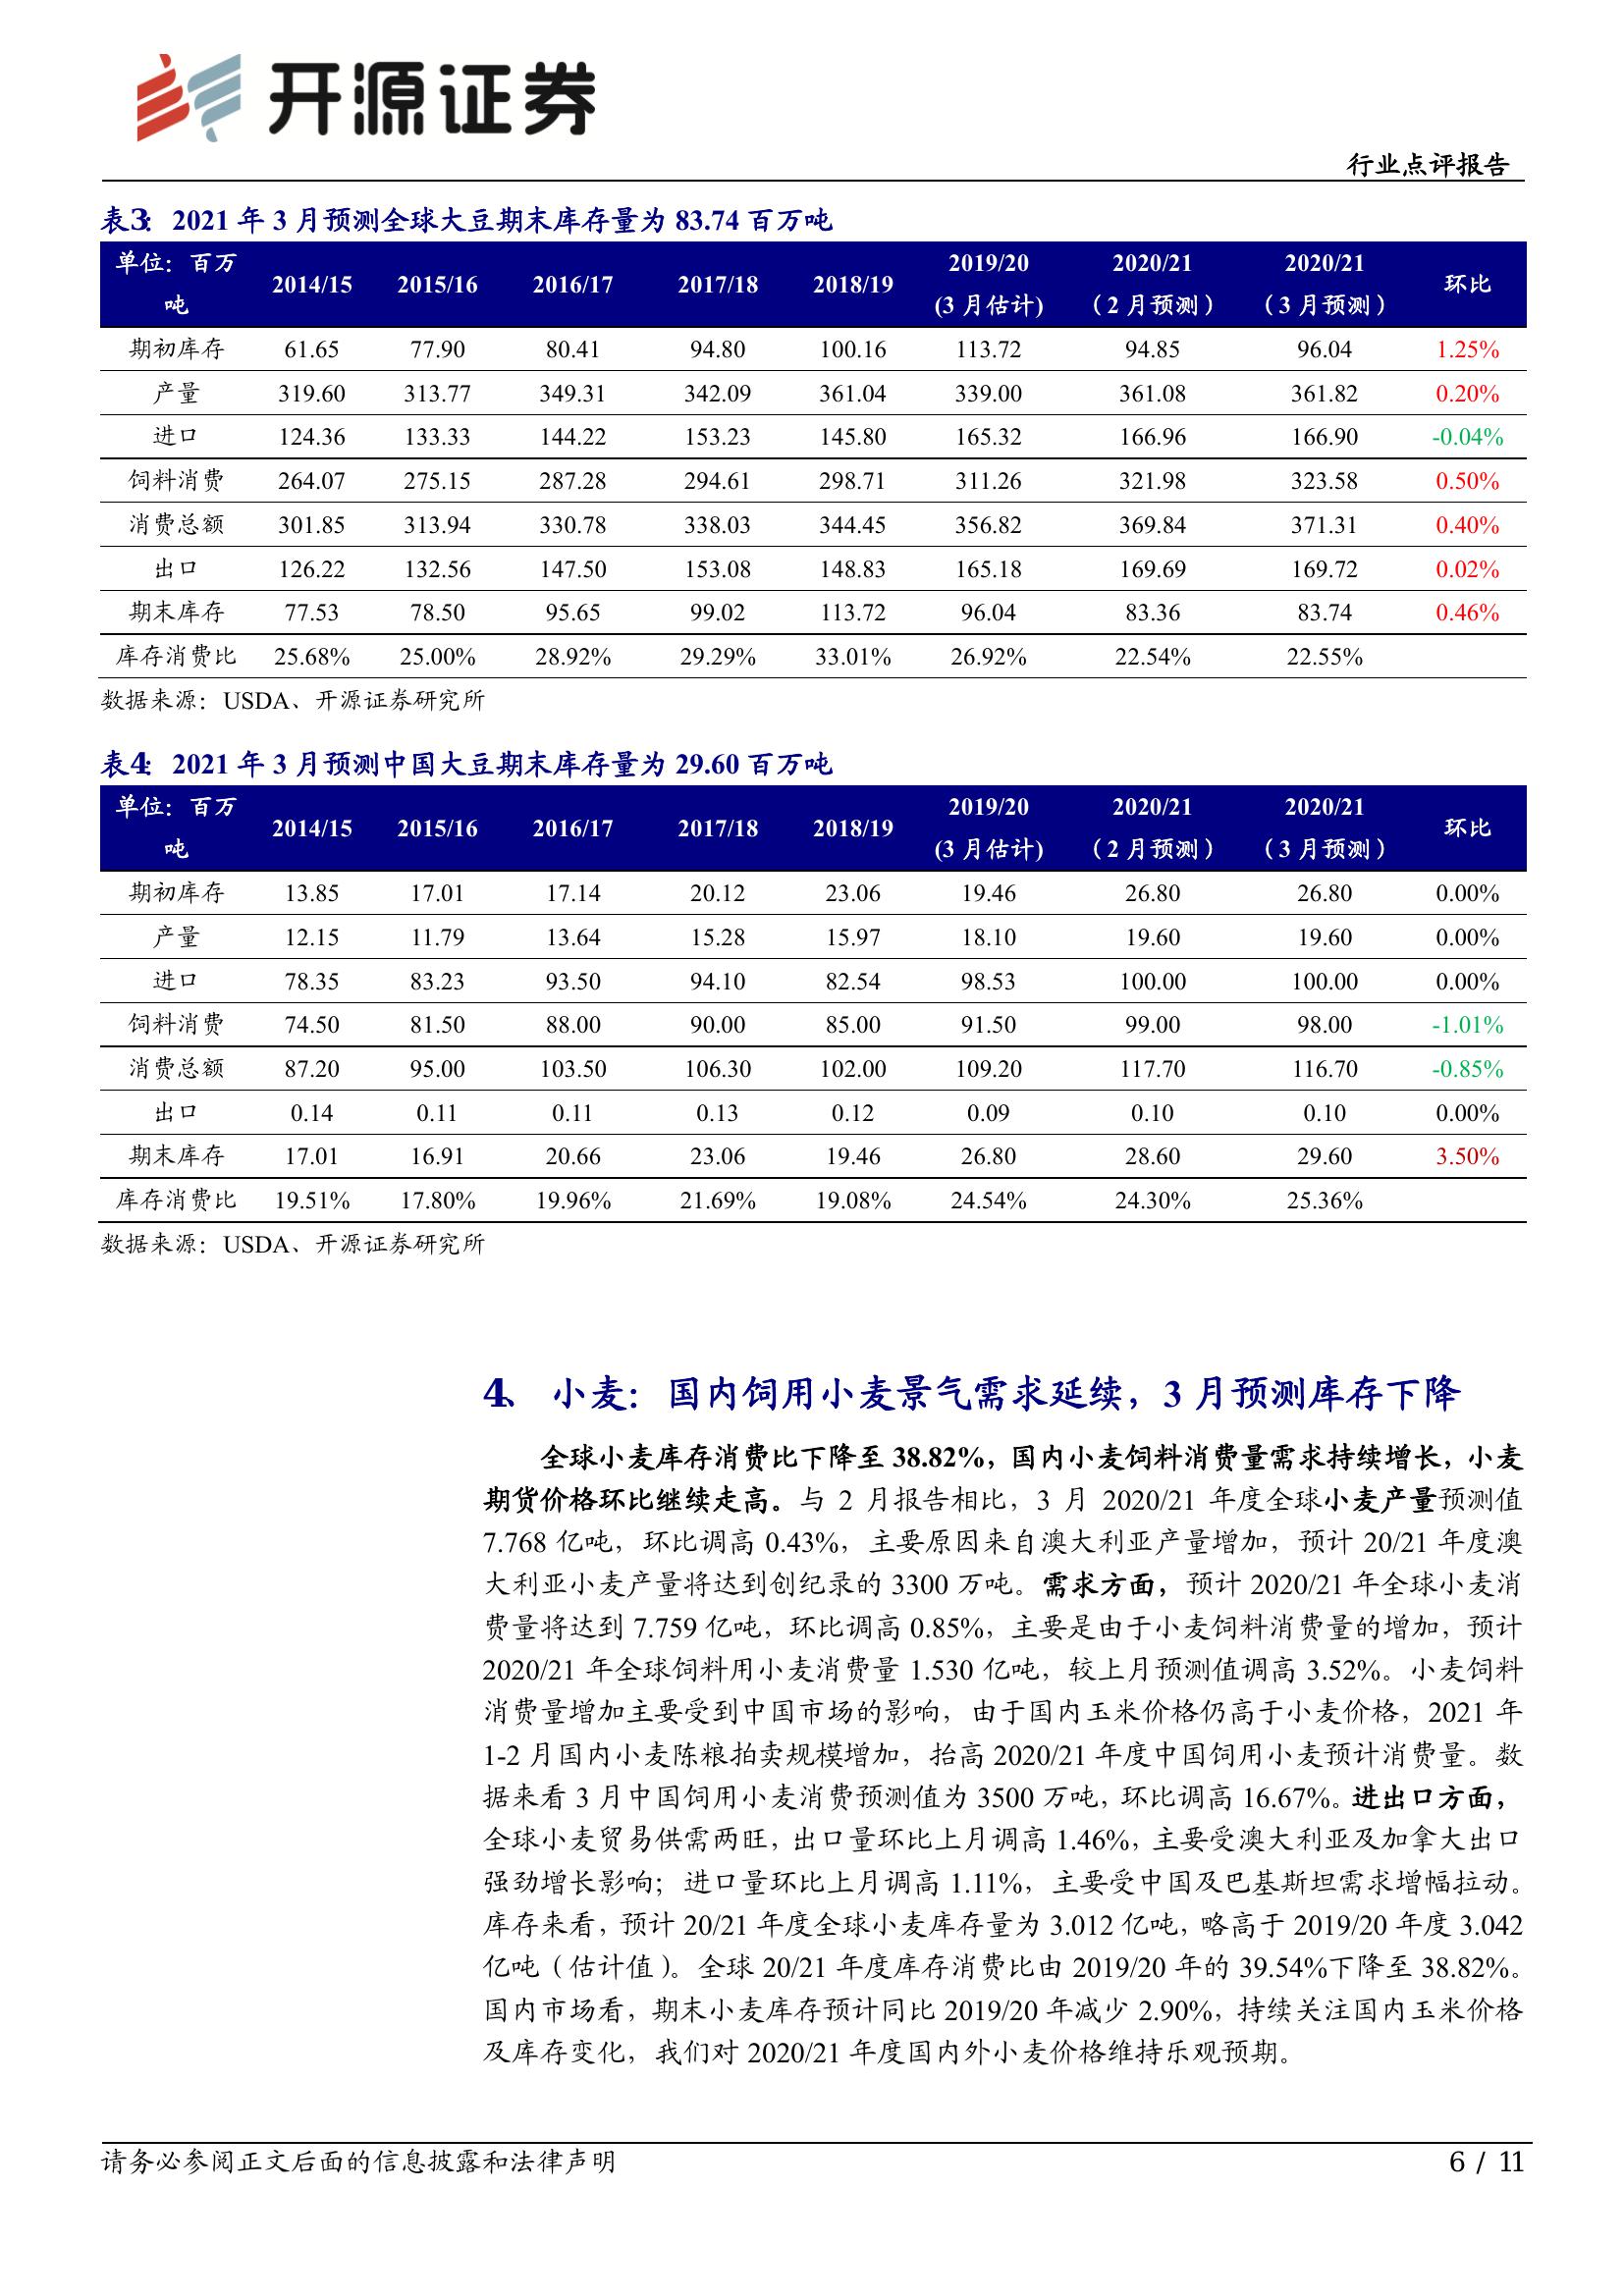 开源证券
行业点评报告
表3：2021 年 3 月预测全球大豆期末库存量为 83.74 百万吨
单位：百万吨 2014/15 2015/16 2016/17 2017/18 2018/19 2019/20 (3 月估计) 2020/21 （2 月预测） 2020/21 （3 月预测） 环比
期初库存 61.65 77.90 80.41 94.80 100.16 113.72 94.85 96.04 1.25%
产量 319.60 313.77 349.31 342.09 361.04 339.00 361.08 361.82 0.20%
进口 124.36 133.33 144.22 153.23 145.80 165.32 166.96 166.90 -0.04%
饲料消费 264.07 275.15 287.28 294.61 298.71 311.26 321.98 323.58 0.50%
消费总额 301.85 313.94 330.78 338.03 344.45 356.82 369.84 371.31 0.40%
出口 126.22 132.56 147.50 153.08 148.83 165.18 169.69 169.72 0.02%
期末库存 77.53 78.50 95.65 99.02 113.72 96.04 83.36 83.74 0.46%
库存消费比 25.68% 25.00% 28.92% 29.29% 33.01% 26.92% 22.54% 22.55%
数据来源：USDA、开源证券研究所
表4：2021 年 3 月预测中国大豆期末库存量为 29.60 百万吨
单位：百万吨 2014/15 2015/16 2016/17 2017/18 2018/19 2019/20 (3 月估计) 2020/21 （2 月预测） 2020/21 （3 月预测） 环比
期初库存 13.85 17.01 17.14 20.12 23.06 19.46 26.80 26.80 0.00%
产量 12.15 11.79 13.64 15.28 15.97 18.10 19.60 19.60 0.00%
进口 78.35 83.23 93.50 94.10 82.54 98.53 100.00 100.00 0.00%
饲料消费 74.50 81.50 88.00 90.00 85.00 91.50 99.00 98.00 -1.01%
消费总额 87.20 95.00 103.50 106.30 102.00 109.20 117.70 116.70 -0.85%
出口 0.14 0.11 0.11 0.13 0.12 0.09 0.10 0.10 0.00%
期末库存 17.01 16.91 20.66 23.06 19.46 26.80 28.60 29.60 3.50%
库存消费比 19.51% 17.80% 19.96% 21.69% 19.08% 24.54% 24.30% 25.36%
数据来源：USDA、开源证券研究所
4、 小麦：国内饲用小麦景气需求延续，3 月预测库存下降
全球小麦库存消费比下降至 38.82%，国内小麦饲料消费量需求持续增长，小麦
期货价格环比继续走高。与 2 月报告相比，3 月 2020/21 年度全球小麦产量预测值
7.768 亿吨，环比调高 0.43%，主要原因来自澳大利亚产量增加，预计 20/21 年度澳
大利亚小麦产量将达到创纪录的 3300 万吨。需求方面，预计 2020/21 年全球小麦消
费量将达到 7.759 亿吨，环比调高 0.85%，主要是由于小麦饲料消费量的增加，预计
2020/21 年全球饲料用小麦消费量 1.530 亿吨，较上月预测值调高 3.52%。小麦饲料
消费量增加主要受到中国市场的影响，由于国内玉米价格仍高于小麦价格，2021 年
1-2 月国内小麦陈粮拍卖规模增加，抬高 2020/21 年度中国饲用小麦预计消费量。数
据来看 3 月中国饲用小麦消费预测值为 3500 万吨，环比调高 16.67%。进出口方面，
全球小麦贸易供需两旺，出口量环比上月调高 1.46%，主要受澳大利亚及加拿大出口
强劲增长影响；进口量环比上月调高 1.11%，主要受中国及巴基斯坦需求增幅拉动。
库存来看，预计 20/21 年度全球小麦库存量为 3.012 亿吨，略高于 2019/20 年度 3.042
亿吨（估计值）。全球 20/21 年度库存消费比由 2019/20 年的 39.54%下降至 38.82%。
国内市场看，期末小麦库存预计同比 2019/20 年减少 2.90%，持续关注国内玉米价格
及库存变化，我们对 2020/21 年度国内外小麦价格维持乐观预期。
请务必参阅正文后面的信息披露和法律声明
6 / 11